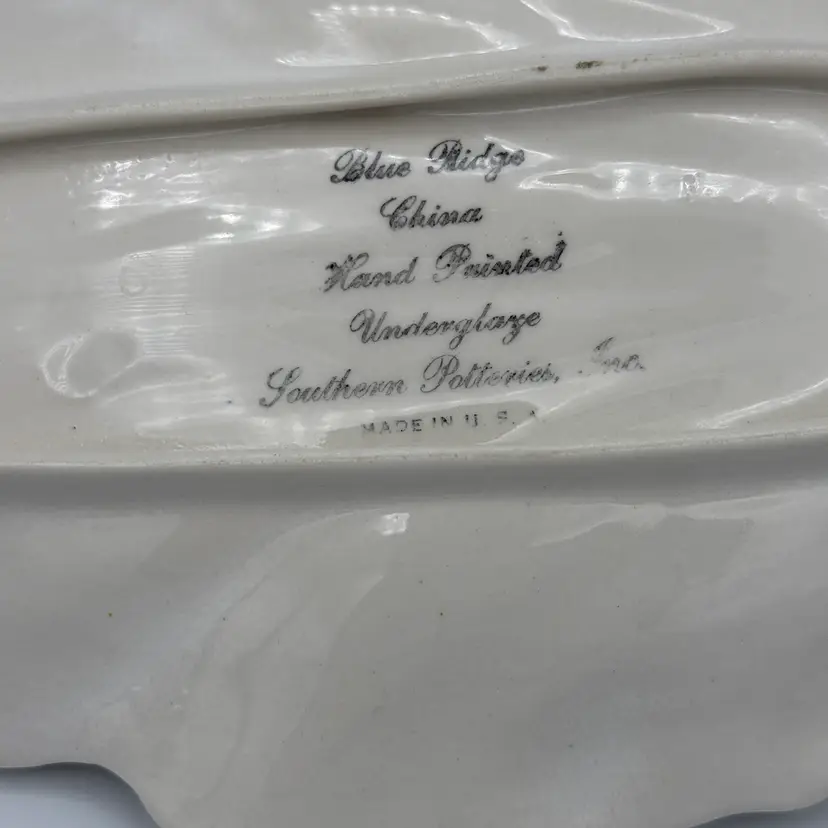 Blue Ridge
China
Hand Painted
Underglaze
Southern Potteries, Inc.
MADE IN U. S. A